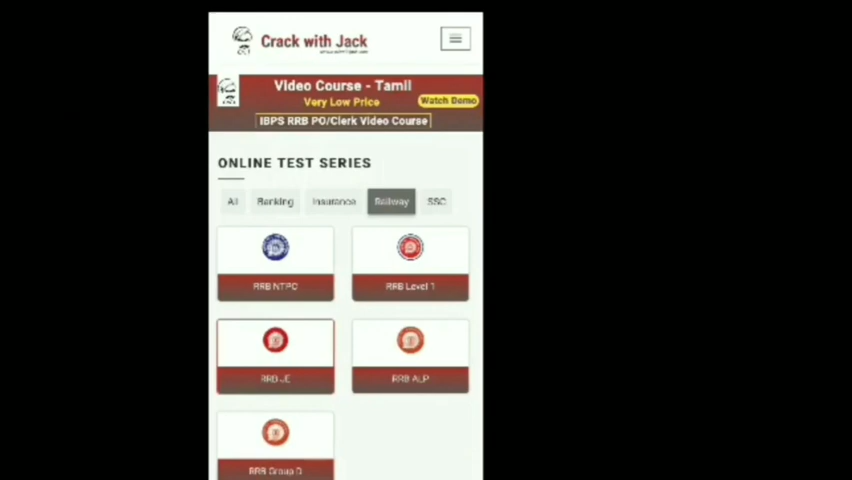 Crack with Jack
Video Course - Tamil
Very Low Price
Watch Demo
IBPS RRB PO/Clerk Video Course
ONLINE TEST SERIES
All Banking Insurance Railway SSC
RRB NTPC RRB Level 1
RRB JE RRB ALP
RRB Group D